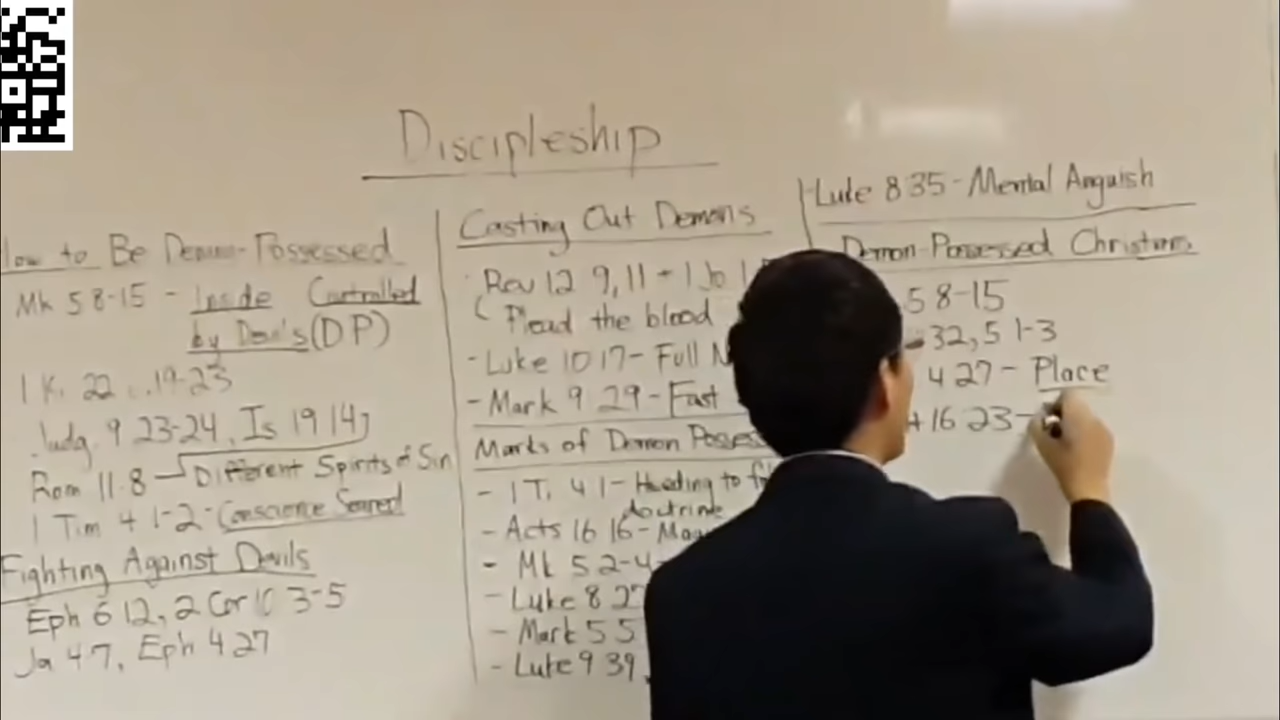 Discipleship
How to Be Demon-Possessed
Mk 5 8-15 - Inside Controlled
by Devils (DP)
1 Ki 22 19-23
Judg. 9 23-24, Is 19 14
Rom 11 8 - Different Spirits of Sin
1 Tim 4 1-2 - Conscience Seared
Fighting Against Devils
Eph 6 12, 2 Cor 10 3-5
Ja 4 7, Eph 4 27
Casting Out Demons
- Rev 12 9, 11 + 1 Jo 1
Plead the blood
- Luke 10 17 - Full
- Mark 9 29 - Fast
Marks of Demon
- 1 Ti 4 1 - Heeding to
doctrine
- Acts 16 16 -
- Mk 5 2-4
- Luke 8 27
- Mark 5 5
- Luke 9 39
Luke 8 35 - Mental Anguish
Demon-Possessed Christians
5 8-15
32, 5 1-3
4 27 - Place
16 23 -